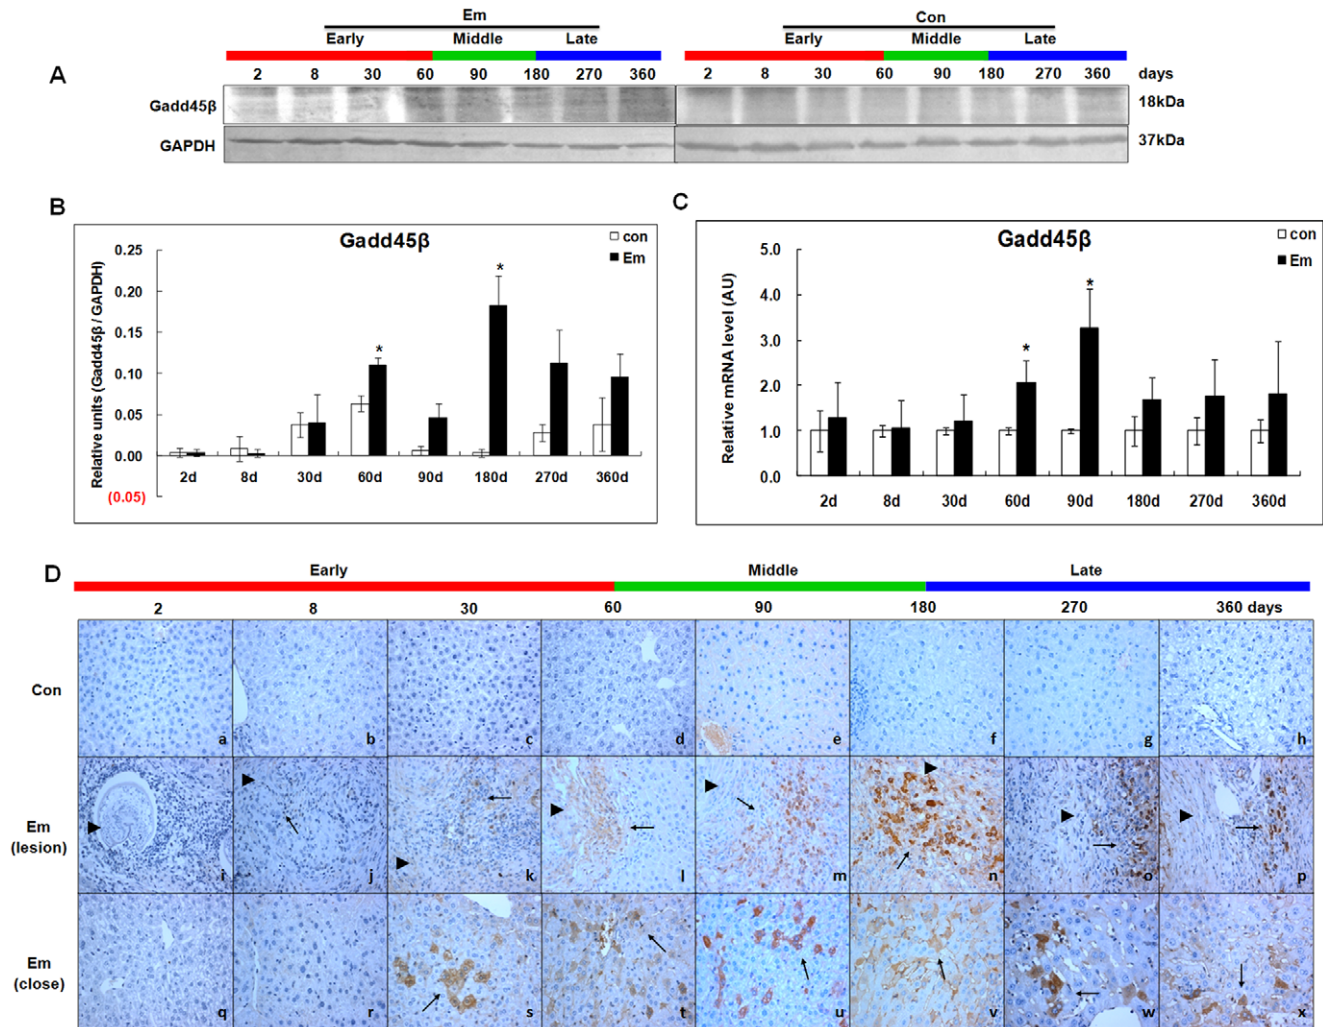 Em
Con
Early Middle Late
Early Middle Late
A
2 8 30 60 90 180 270 360
2 8 30 60 90 180 270 360 days
Gadd45β
18kDa
GAPDH
37kDa
B
Gadd45β
con
Em
Relative units (Gadd45β / GAPDH)
0.25
0.20
0.15
0.10
0.05
0.00
(0.05)
*
*
2d 8d 30d 60d 90d 180d 270d 360d
C
Gadd45β
con
Em
Relative mRNA level (AU)
5.0
4.0
3.0
2.0
1.0
0.0
*
*
2d 8d 30d 60d 90d 180d 270d 360d
D
Early Middle Late
2 8 30 60 90 180 270 360 days
Con
a b c d e f g h
Em
(lesion)
i j k l m n o p
Em
(close)
q r s t u v w x